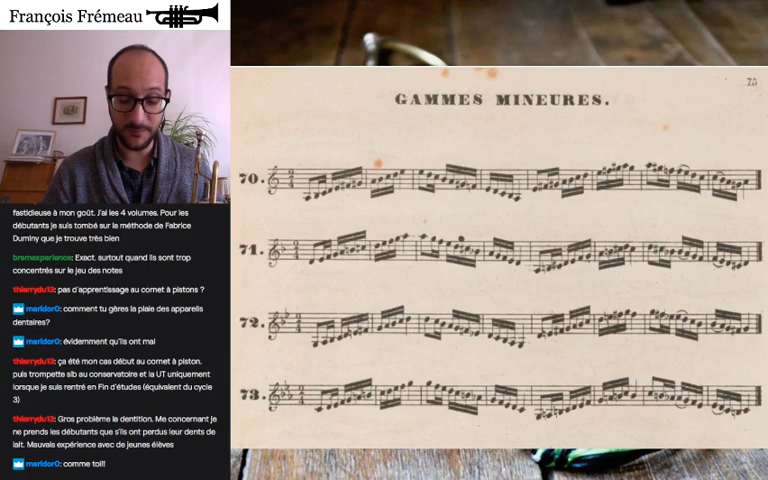 François Frémeau
fastidieuse à mon goût. J'ai les 4 volumes. Pour les
débutants je suis tombé sur la méthode de Fabrice
Duminy que je trouve très bien
bremexperience: Exact. surtout quand ils sont trop
concentrés sur le jeu des notes
thierrydu13: pas d'apprentissage au cornet à pistons ?
markdor0: comment tu gères la plaie des appareils
dentaires?
markdor0: évidemment qu'ils ont mal
thierrydu13: ça été mon cas début au cornet à piston.
puis trompette sib au conservatoire et la UT uniquement
lorsque je suis rentré en Fin d'études (équivalent du cycle
3)
thierrydu13: Gros problème la dentition. Me concernant je
ne prends les débutants que s'ils ont perdus leur dents de
lait. Mauvais expérience avec de jeunes élèves
markdor0: comme toi!!
75
GAMMES MINEURES.
70.
71.
72.
73.